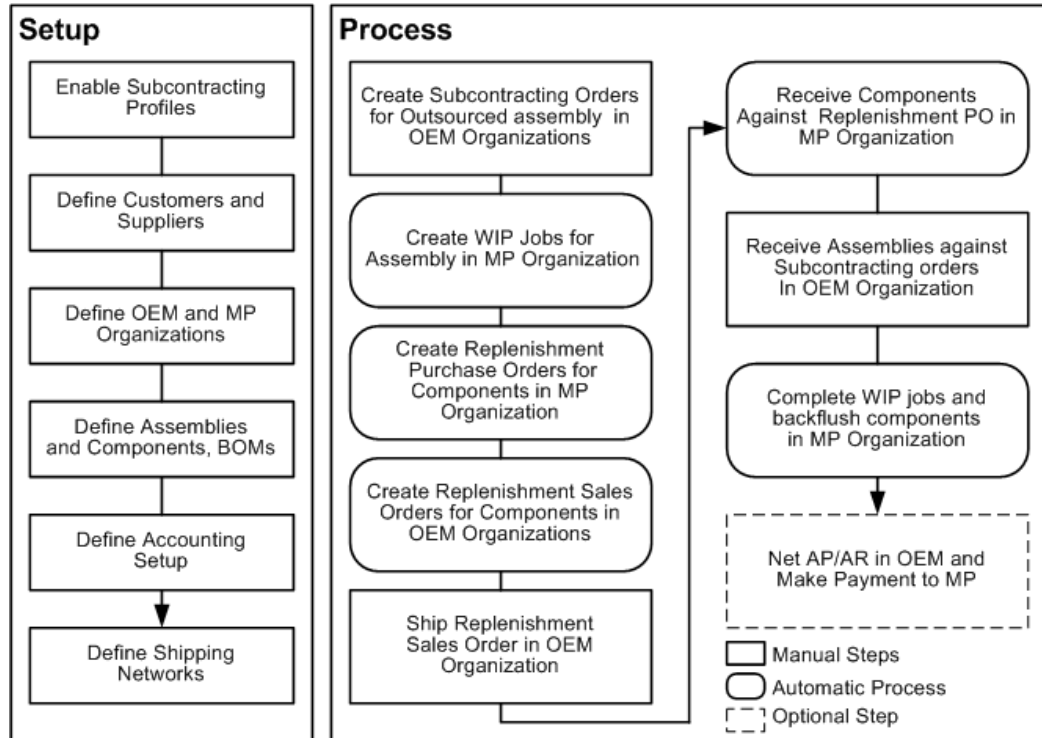 Setup
Enable Subcontracting
Profiles
Define Customers and
Suppliers
Define OEM and MP
Organizations
Define Assemblies
and Components, BOMs
Define Accounting
Setup
Define Shipping
Networks
Process
Create Subcontracting Orders
for Outsourced assembly in
OEM Organizations
Create WIP Jobs for
Assembly in MP Organization
Create Replenishment
Purchase Orders for
Components in MP
Organization
Create Replenishment Sales
Orders for Components in
OEM Organizations
Ship Replenishment
Sales Order in OEM
Organization
Receive Components
Against Replenishment PO in
MP Organization
Receive Assemblies against
Subcontracting orders
In OEM Organization
Complete WIP jobs and
backflush components
in MP Organization
Net AP/AR in OEM and
Make Payment to MP
Manual Steps
Automatic Process
Optional Step